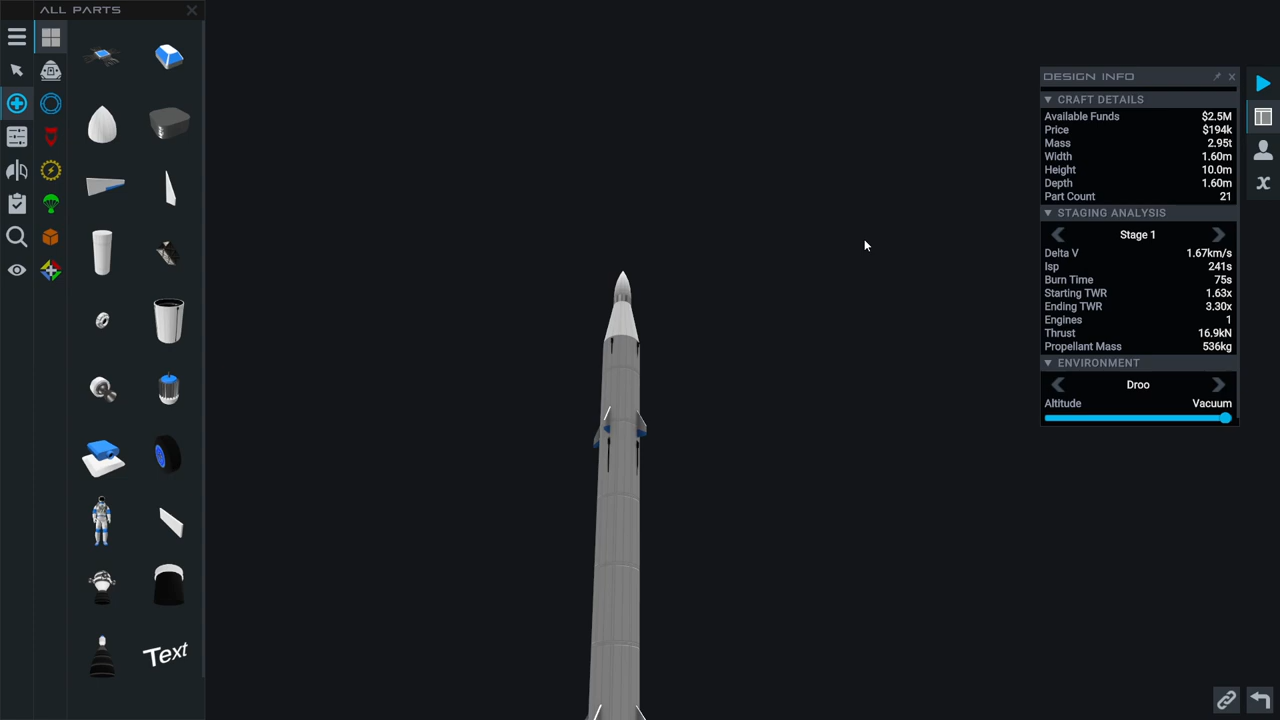 ALL PARTS
Text
DESIGN INFO
CRAFT DETAILS
Available Funds $2.5M
Price $194k
Mass 2.95t
Width 1.60m
Height 10.0m
Depth 1.60m
Part Count 21
STAGING ANALYSIS
Stage 1
Delta V 1.67km/s
Isp 241s
Burn Time 75s
Starting TWR 1.63x
Ending TWR 3.30x
Engines 1
Thrust 16.9kN
Propellant Mass 536kg
ENVIRONMENT
Droo
Altitude Vacuum